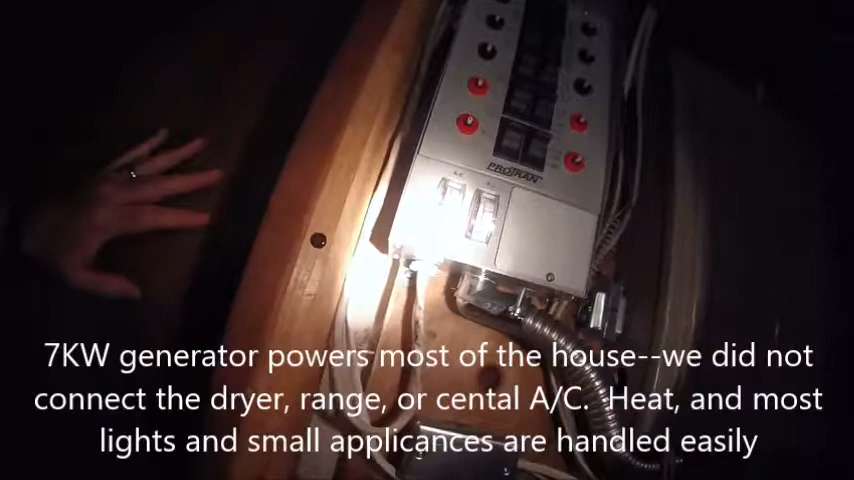 PROTRAN
7KW generator powers most of the house--we did not
connect the dryer, range, or cental A/C.  Heat, and most
lights and small applicances are handled easily